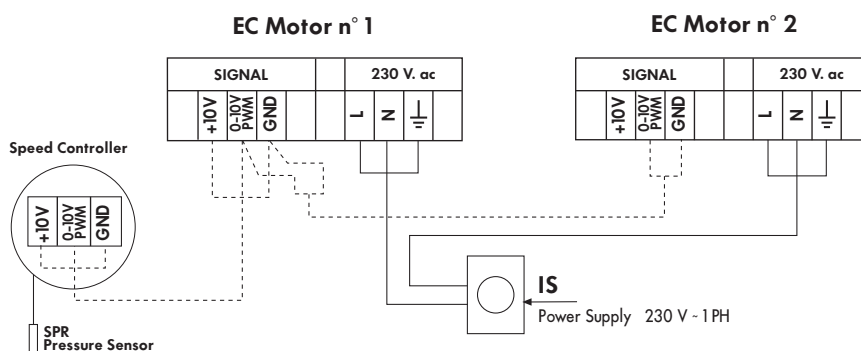 EC Motor n° 1
EC Motor n° 2
SIGNAL
230 V. ac
+10V
0-10V
PWM
GND
L
N
SIGNAL
230 V. ac
+10V
0-10V
PWM
GND
L
N
Speed Controller
+10V
0-10V
PWM
GND
SPR
Pressure Sensor
IS
Power Supply 230 V ~ 1PH